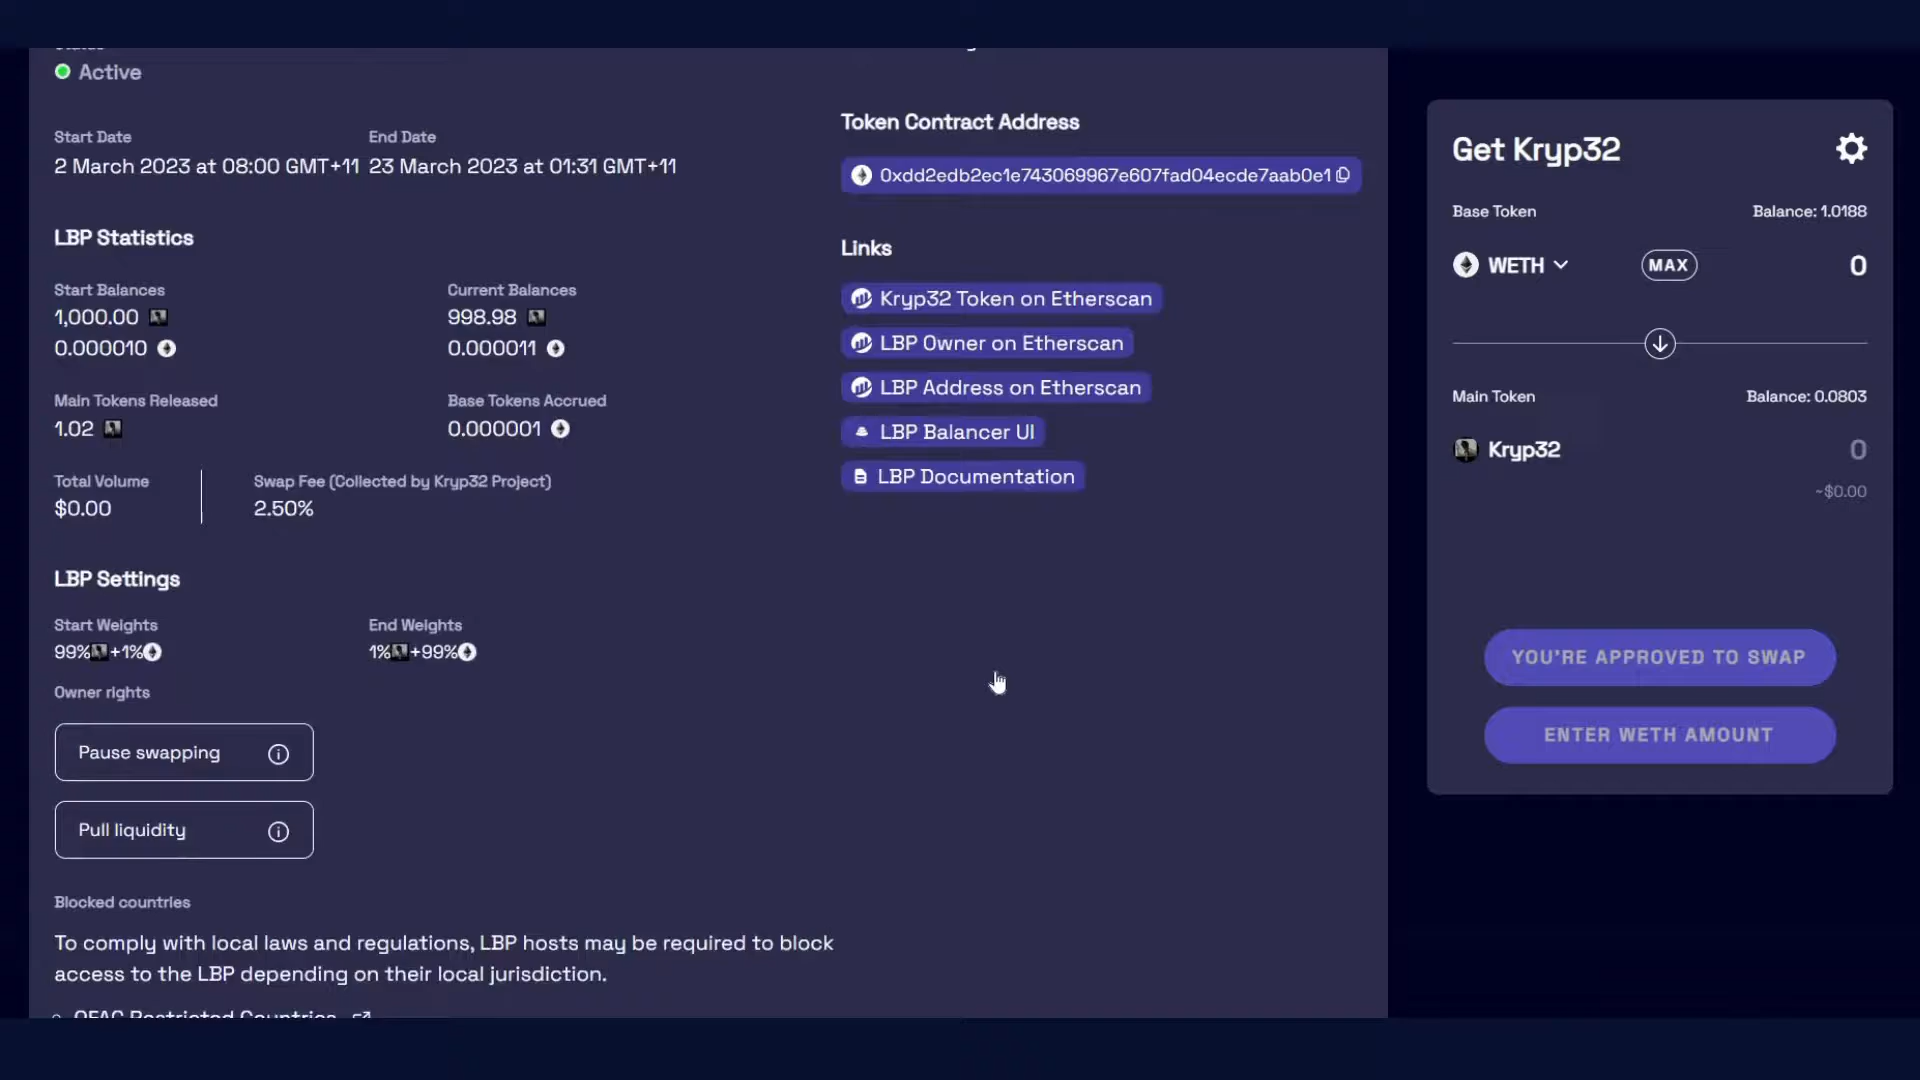 Active
Start Date
End Date
2 March 2023 at 08:00 GMT+11
23 March 2023 at 01:31 GMT+11
LBP Statistics
Start Balances
Current Balances
1,000.00
998.98
0.000010
0.000011
Main Tokens Released
Base Tokens Accrued
1.02
0.000001
Total Volume
Swap Fee (Collected by Kryp32 Project)
$0.00
2.50%
LBP Settings
Start Weights
End Weights
99%+1%
1%+99%
Owner rights
Pause swapping
Pull liquidity
Blocked countries
To comply with local laws and regulations, LBP hosts may be required to block
access to the LBP depending on their local jurisdiction.
OFAC Restricted Countries
Token Contract Address
0xdd2edb2ec1e743069967e607fad04ecde7aab0e1
Links
Kryp32 Token on Etherscan
LBP Owner on Etherscan
LBP Address on Etherscan
LBP Balancer UI
LBP Documentation
Get Kryp32
Base Token
Balance: 1.0188
WETH
MAX
0
Main Token
Balance: 0.0803
Kryp32
0
~$0.00
YOU'RE APPROVED TO SWAP
ENTER WETH AMOUNT